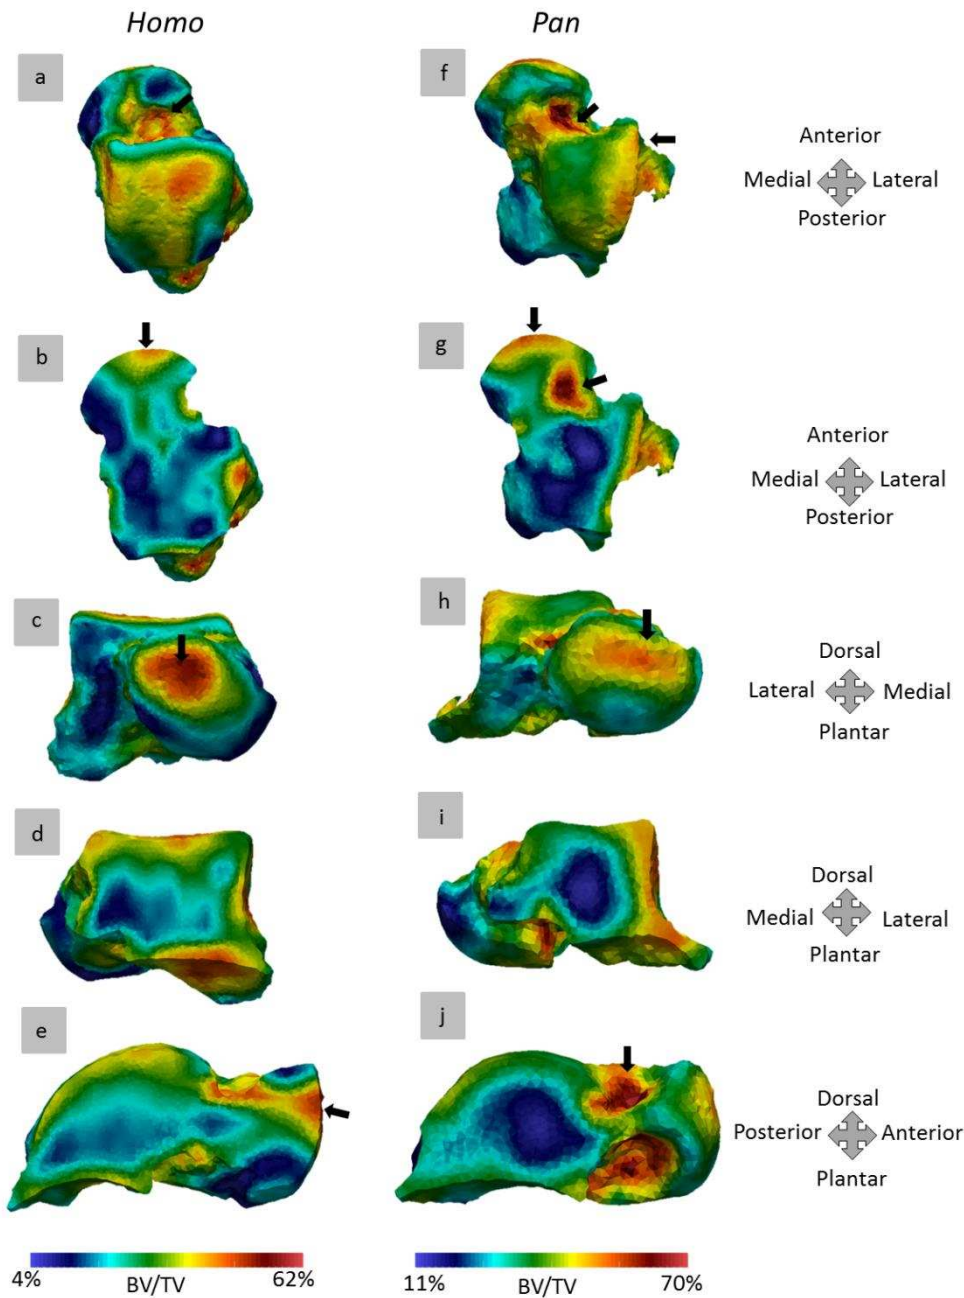 Homo Pan
a f
Anterior
Medial Lateral
Posterior
b g
Anterior
Medial Lateral
Posterior
c h
Dorsal
Lateral Medial
Plantar
d i
Dorsal
Medial Lateral
Plantar
e j
Dorsal
Posterior Anterior
Plantar
4% BV/TV 62% 11% BV/TV 70%